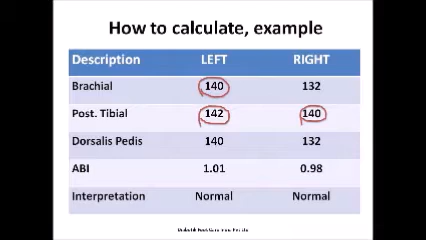 How to calculate, example
Description LEFT RIGHT
Brachial 140 132
Post. Tibial 142 140
Dorsalis Pedis 140 132
ABI 1.01 0.98
Interpretation Normal Normal